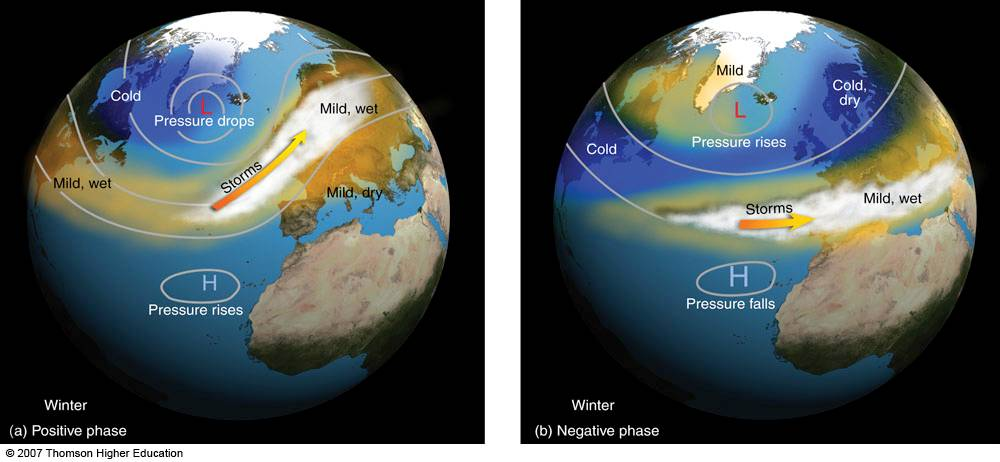 Cold
L
Pressure drops
Mild, wet
Mild, wet
Storms
Mild, dry
H
Pressure rises
Winter
(a) Positive phase
Mild
Cold, dry
L
Pressure rises
Cold
Mild, wet
Storms
H
Pressure falls
Winter
(b) Negative phase
© 2007 Thomson Higher Education